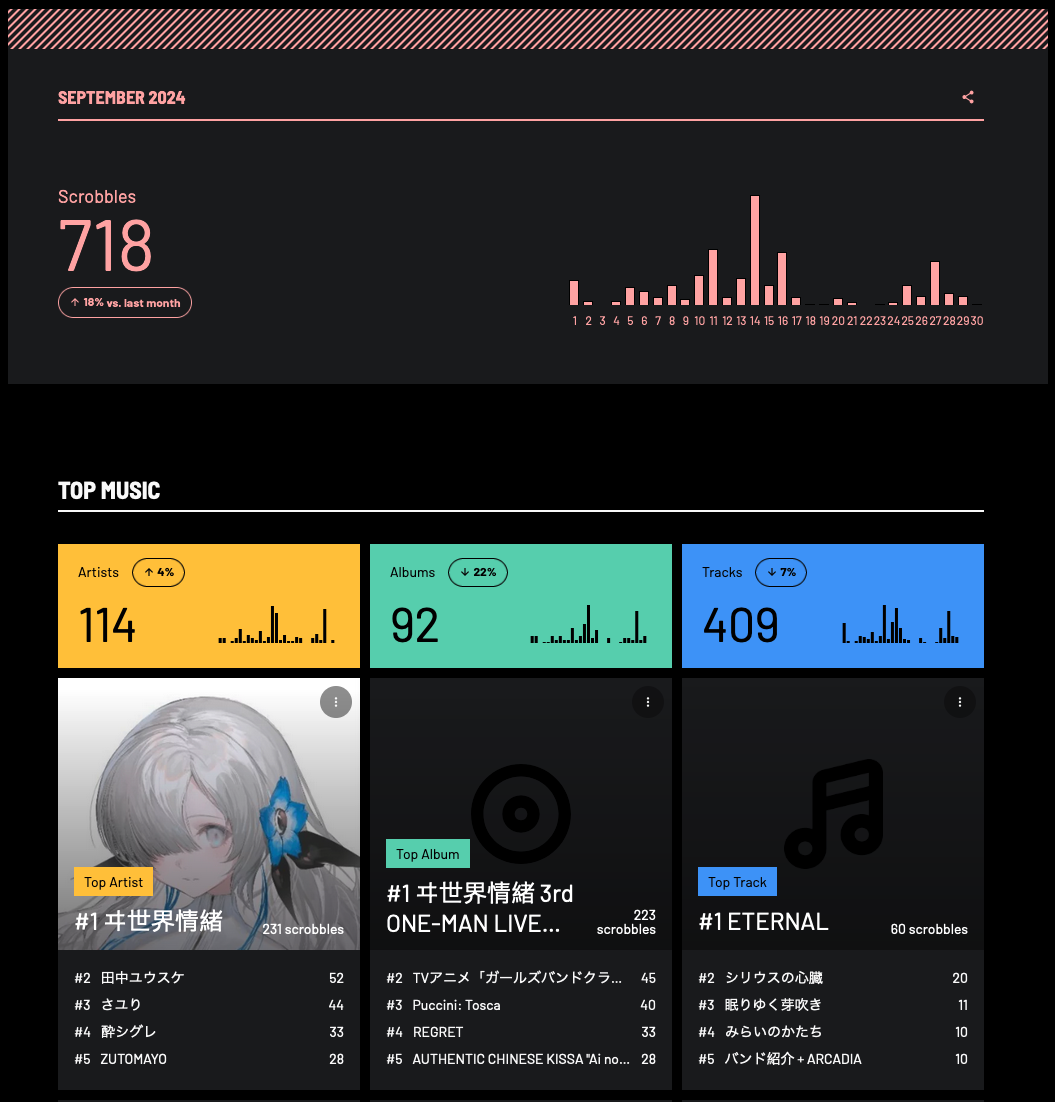 SEPTEMBER 2024
Scrobbles
718
↑ 18% vs. last month
1 2 3 4 5 6 7 8 9 10 11 12 13 14 15 16 17 18 19 20 21 22 23 24 25 26 27 28 29 30
TOP MUSIC
Artists ↑ 4%
114
Albums ↓ 22%
92
Tracks ↓ 7%
409
Top Artist
#1 ヰ世界情緒 231 scrobbles
#2 田中ユウスケ 52
#3 さユり 44
#4 酔シグレ 33
#5 ZUTOMAYO 28
Top Album
#1 ヰ世界情緒 3rd
ONE-MAN LIVE... 223 scrobbles
#2 TVアニメ「ガールズバンドクラ... 45
#3 Puccini: Tosca 40
#4 REGRET 33
#5 AUTHENTIC CHINESE KISSA "Ai no... 28
Top Track
#1 ETERNAL 60 scrobbles
#2 シリウスの心臓 20
#3 眠りゆく芽吹き 11
#4 みらいのかたち 10
#5 バンド紹介 + ARCADIA 10